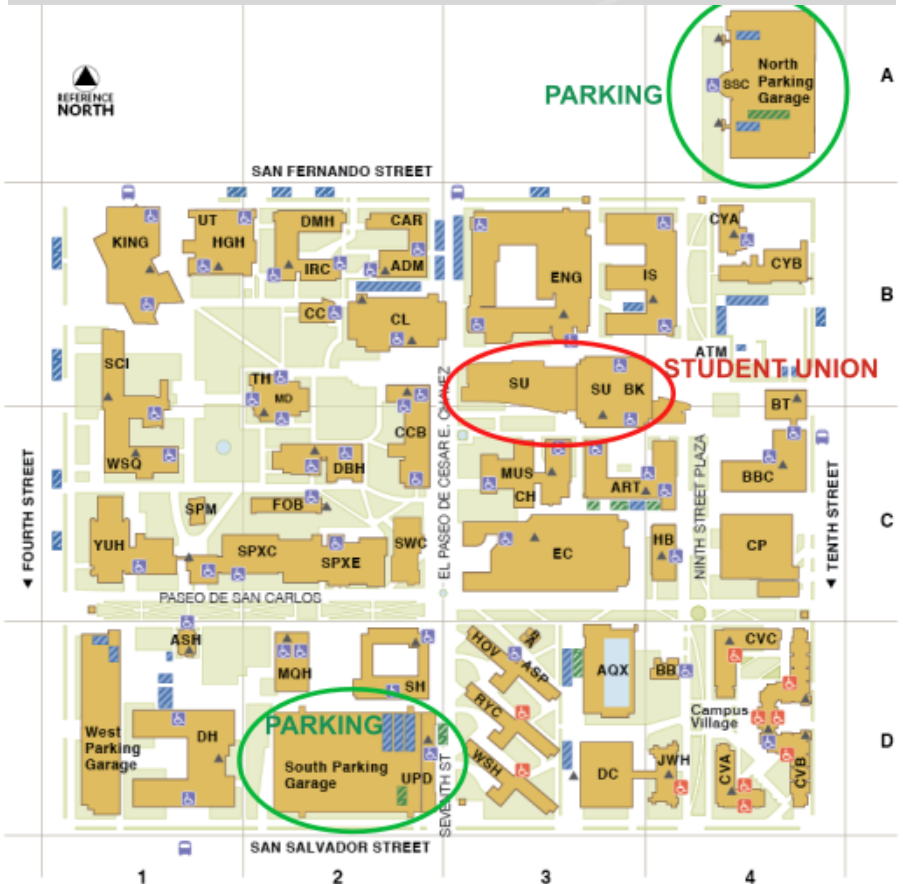 A
North
Parking
Garage
SSC
PARKING
REFERENCE
NORTH
SAN FERNANDO STREET
KING
UT
HGH
DMH
IRC
CAR
ADM
ENG
IS
CYA
CYB
B
CC
CL
ATM
STUDENT UNION
SCI
TH
MD
SU
SU BK
BT
EL PASEO DE CESAR E. CHAVEZ
CCB
WSQ
DBH
MUS
CH
ART
BBC
FOURTH STREET
NINTH STREET PLAZA
TENTH STREET
C
SPM
FOB
YUH
SPXC
SPXE
SWC
EC
HB
CP
PASEO DE SAN CARLOS
ASH
MQH
SH
HOV
ASP
AQX
BB
CVC
RYC
Campus
Village
PARKING
West
Parking
Garage
DH
South Parking
Garage
UPD
SEVENTH ST
WSH
DC
JWH
CVA
CVB
D
SAN SALVADOR STREET
1
2
3
4